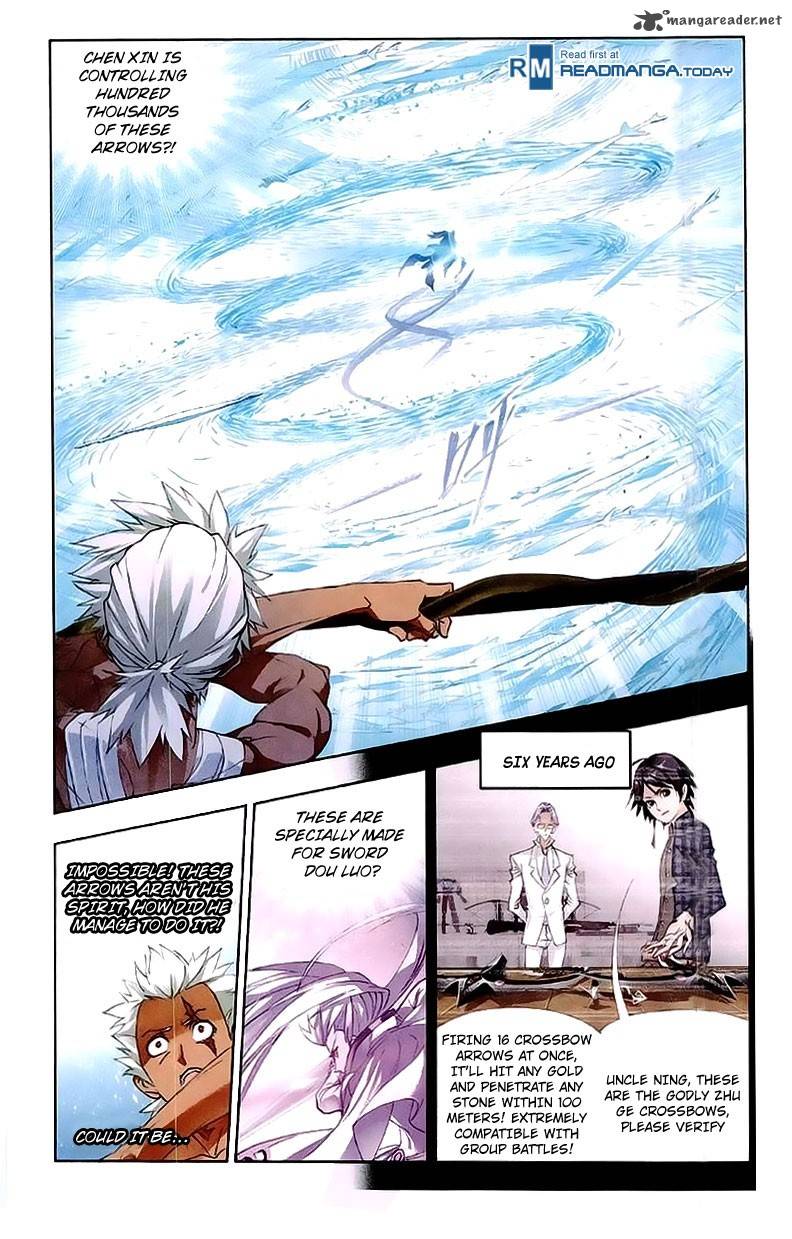 mangareader.net
Read first at
RM READMANGA.TODAY
CHEN XIN IS
CONTROLLING
HUNDRED
THOUSANDS
OF THESE
ARROWS?!
呼
SIX YEARS AGO
UNCLE NING, THESE
ARE THE GODLY ZHU
GE CROSSBOWS,
PLEASE VERIFY
FIRING 16 CROSSBOW
ARROWS AT ONCE,
IT'LL HIT ANY GOLD
AND PENETRATE ANY
STONE WITHIN 100
METERS! EXTREMELY
COMPATIBLE WITH
GROUP BATTLES!
THESE ARE
SPECIALLY MADE
FOR SWORD
DOU LUO?
IMPOSSIBLE! THESE
ARROWS AREN'T HIS
SPIRIT, HOW DID HE
MANAGE TO DO IT?!
COULD IT BE...